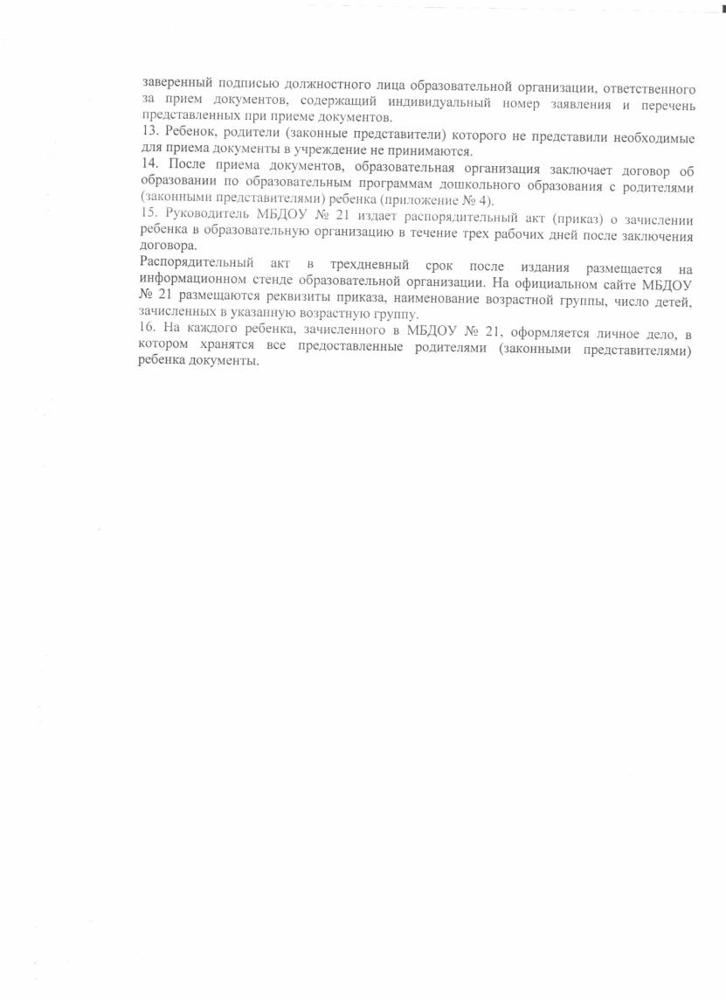 заверенный подписью должностного лица образовательной организации, ответственного
за прием документов, содержащий индивидуальный номер заявления и перечень
представленных при приеме документов.
13. Ребенок, родители (законные представители) которого не представили необходимые
для приема документы в учреждение не принимаются.
14. После приема документов, образовательная организация заключает договор об
образовании по образовательным программам дошкольного образования с родителями
(законными представителями) ребенка (приложение № 4).
15. Руководитель МБДОУ № 21 издает распорядительный акт (приказ) о зачислении
ребенка в образовательную организацию в течение трех рабочих дней после заключения
договора.
Распорядительный акт в трехдневный срок после издания размещается на
информационном стенде образовательной организации. На официальном сайте МБДОУ
№ 21 размещаются реквизиты приказа, наименование возрастной группы, число детей,
зачисленных в указанную возрастную группу.
16. На каждого ребенка, зачисленного в МБДОУ № 21, оформляется личное дело, в
котором хранятся все предоставленные родителями (законными представителями)
ребенка документы.